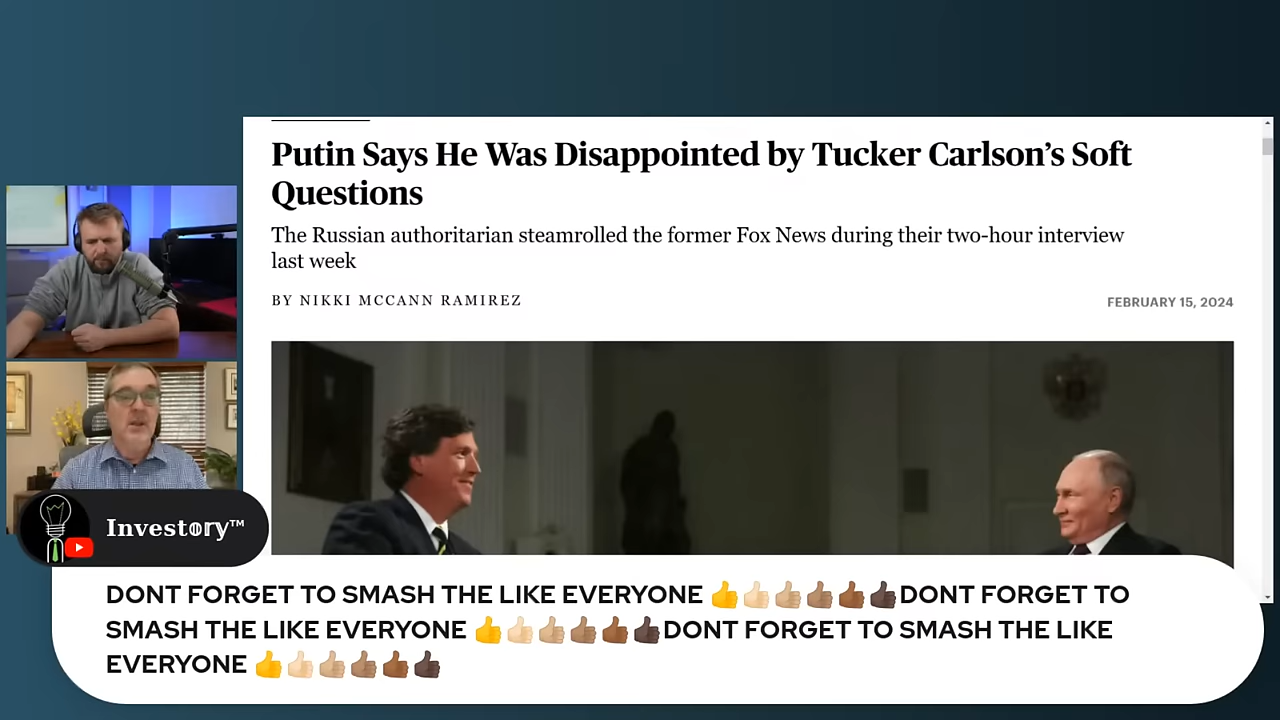 Putin Says He Was Disappointed by Tucker Carlson’s Soft
Questions
The Russian authoritarian steamrolled the former Fox News during their two-hour interview
last week
BY NIKKI MCCANN RAMIREZ
FEBRUARY 15, 2024
Investory™
DONT FORGET TO SMASH THE LIKE EVERYONE 👍👍🏻👍🏼👍🏽👍🏾👍🏿DONT FORGET TO
SMASH THE LIKE EVERYONE 👍👍🏻👍🏼👍🏽👍🏾👍🏿DONT FORGET TO SMASH THE LIKE
EVERYONE 👍👍🏻👍🏼👍🏽👍🏾👍🏿